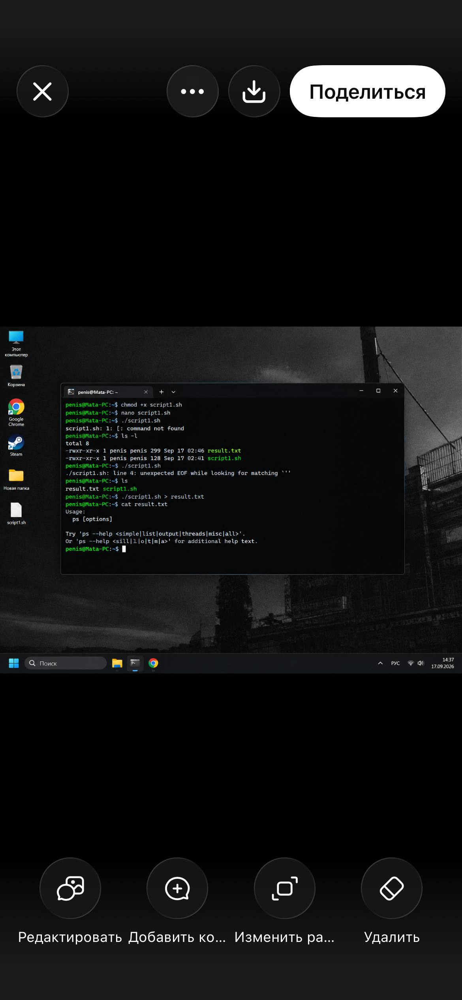 Поделиться
Этот
компьютер
Корзина
Google
Chrome
Steam
Новая папка
script1.sh
penis@Mata-PC: ~
penis@Mata-PC:~$ chmod +x script1.sh
penis@Mata-PC:~$ nano script1.sh
penis@Mata-PC:~$ ./script1.sh
script1.sh: 1: [: command not found
penis@Mata-PC:~$ ls -l
total 8
-rwxr-xr-x 1 penis penis 299 Sep 17 02:46 result.txt
-rwxr-xr-x 1 penis penis 128 Sep 17 02:41 script1.sh
penis@Mata-PC:~$ ./script1.sh
./script1.sh: line 4: unexpected EOF while looking for matching `''
penis@Mata-PC:~$ ls
result.txt script1.sh
penis@Mata-PC:~$ ./script1.sh > result.txt
penis@Mata-PC:~$ cat result.txt
Usage:
ps [options]
Try 'ps --help <simple|list|output|threads|misc|all>'.
Or 'ps --help <sill|l|o|t|m|a>' for additional help text.
penis@Mata-PC:~$
Поиск
РУС
14:37
17.09.2026
Редактировать
Добавить ко...
Изменить ра...
Удалить